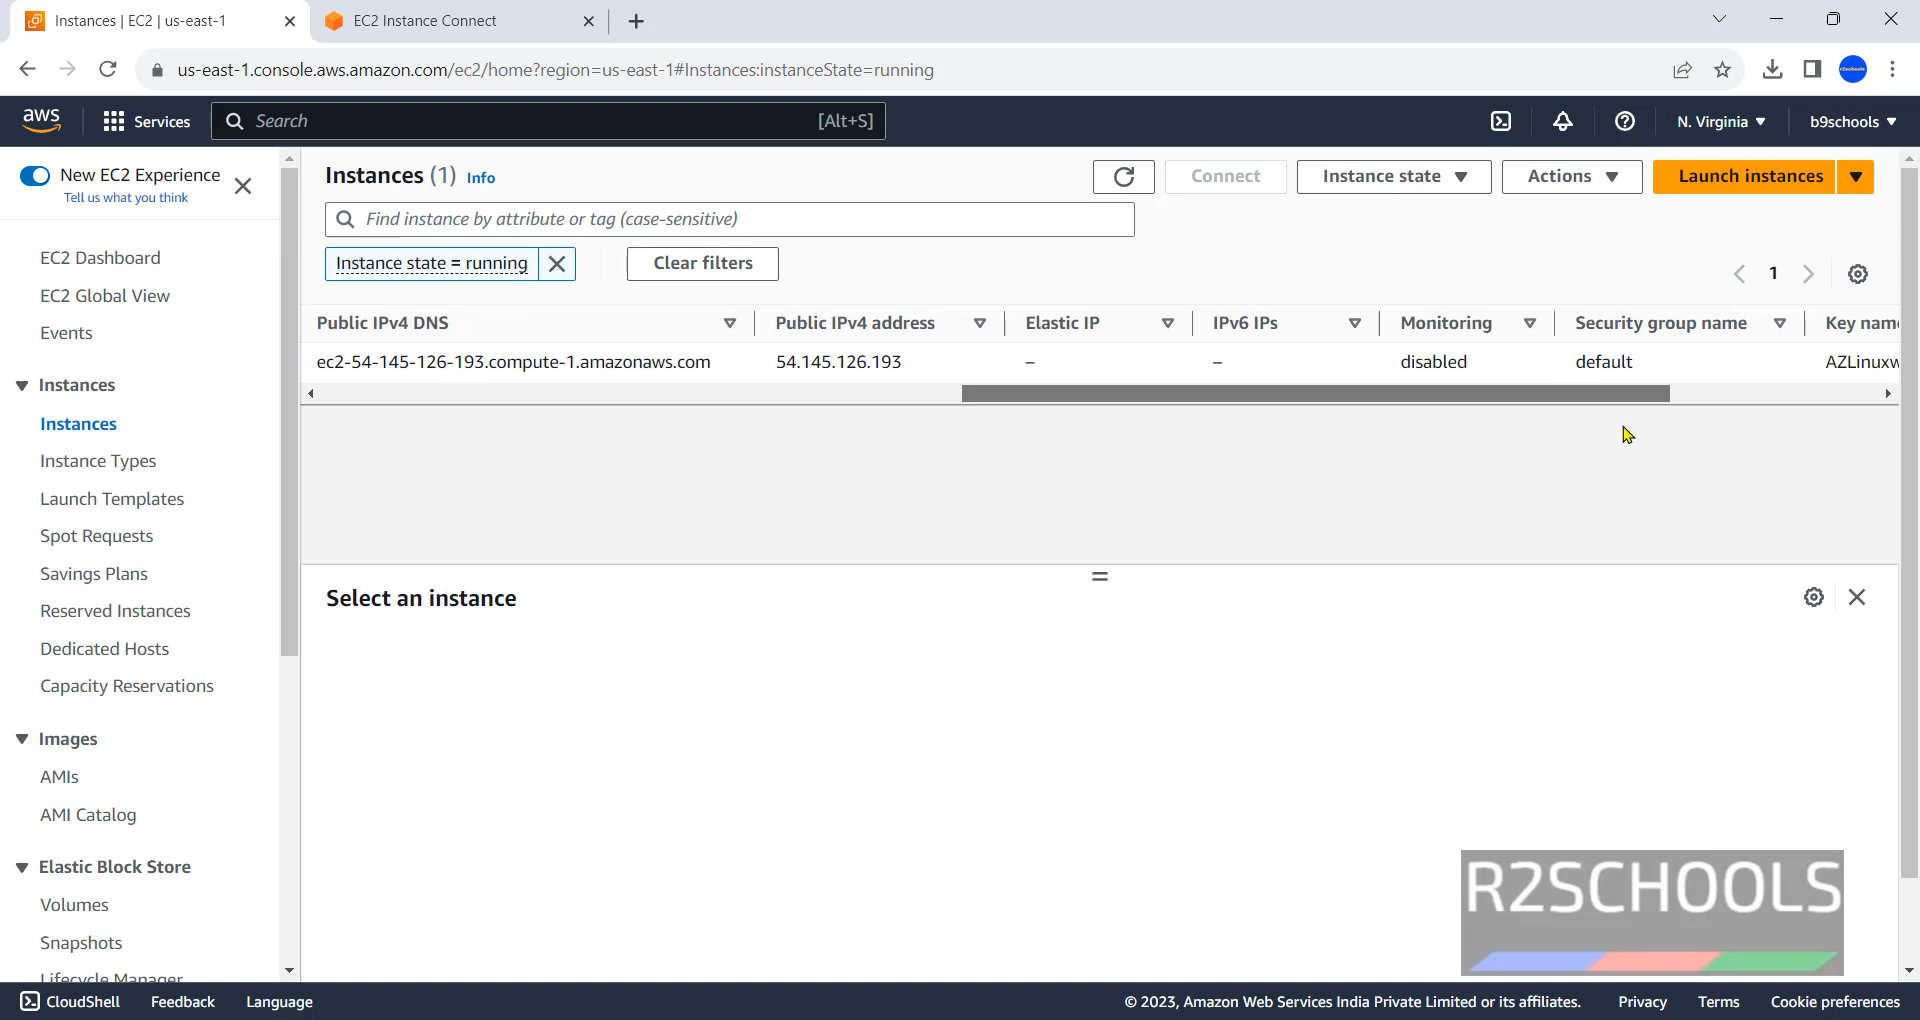 Instances | EC2 | us-east-1
EC2 Instance Connect
us-east-1.console.aws.amazon.com/ec2/home?region=us-east-1#Instances:instanceState=running
aws
Services
Search
[Alt+S]
N. Virginia
b9schools
New EC2 Experience
Tell us what you think
EC2 Dashboard
EC2 Global View
Events
Instances
Instances
Instance Types
Launch Templates
Spot Requests
Savings Plans
Reserved Instances
Dedicated Hosts
Capacity Reservations
Images
AMIs
AMI Catalog
Elastic Block Store
Volumes
Snapshots
Lifecycle Manager
Instances (1) Info
Connect
Instance state
Actions
Launch instances
Find instance by attribute or tag (case-sensitive)
Instance state = running
Clear filters
1
Public IPv4 DNS
Public IPv4 address
Elastic IP
IPv6 IPs
Monitoring
Security group name
Key nam
ec2-54-145-126-193.compute-1.amazonaws.com
54.145.126.193
–
–
disabled
default
AZLinuxw
Select an instance
R2SCHOOLS
CloudShell
Feedback
Language
© 2023, Amazon Web Services India Private Limited or its affiliates.
Privacy
Terms
Cookie preferences